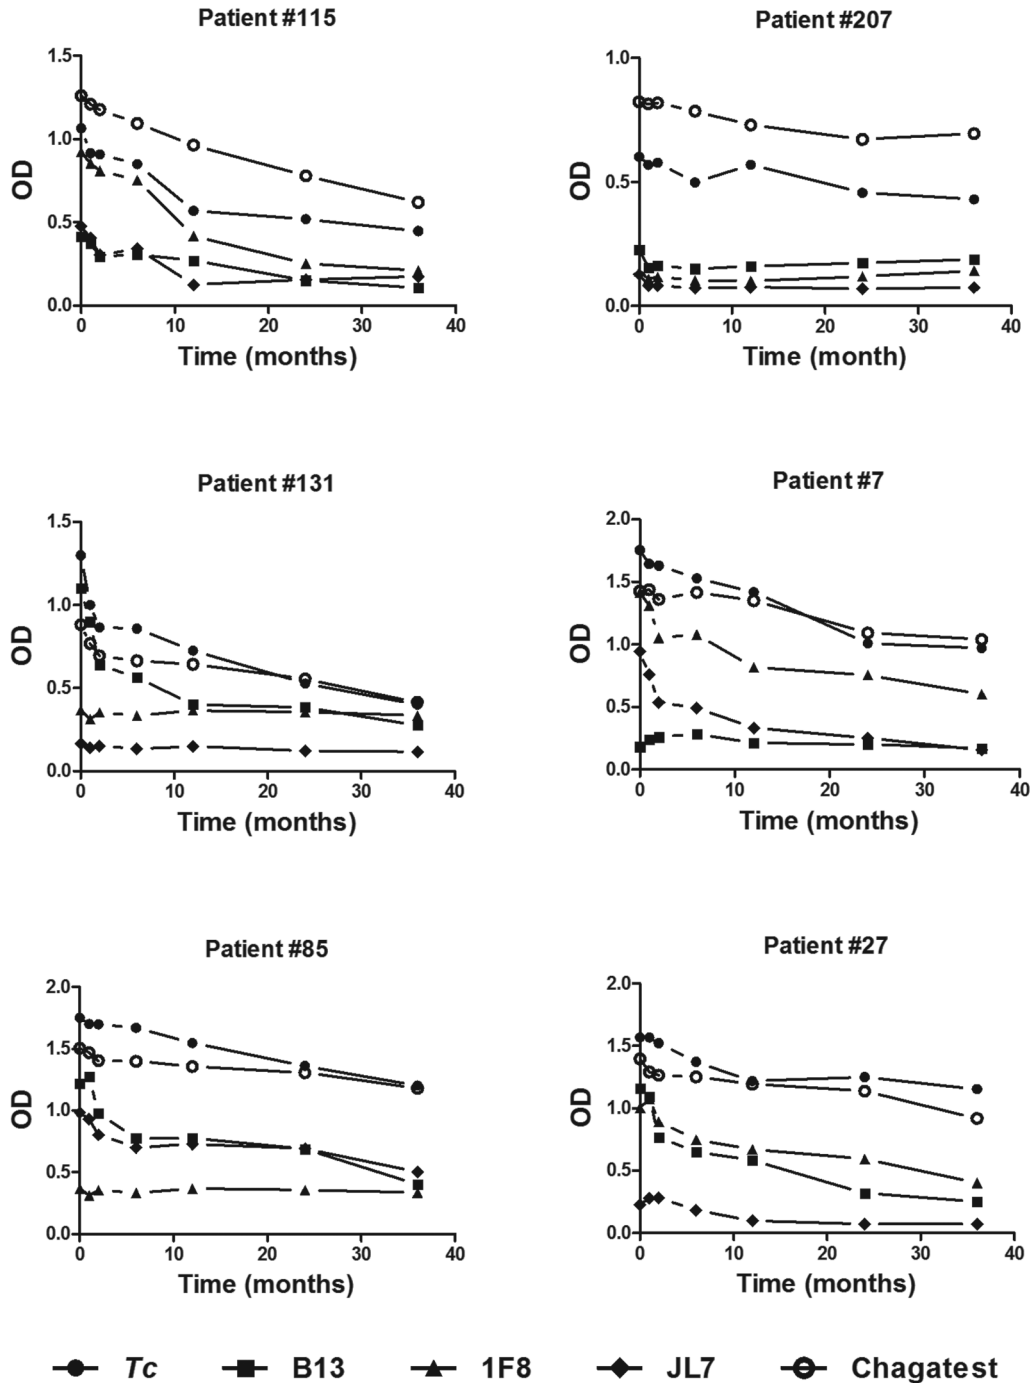 Patient #115
1.5
1.0
0.5
0.0
OD
0 10 20 30 40
Time (months)
Patient #207
1.0
0.5
0.0
OD
0 10 20 30 40
Time (month)
Patient #131
1.5
1.0
0.5
0.0
OD
0 10 20 30 40
Time (months)
Patient #7
2.0
1.5
1.0
0.5
0.0
OD
0 10 20 30 40
Time (months)
Patient #85
2.0
1.5
1.0
0.5
0.0
OD
0 10 20 30 40
Time (months)
Patient #27
2.0
1.5
1.0
0.5
0.0
OD
0 10 20 30 40
Time (months)
Tc B13 1F8 JL7 Chagatest